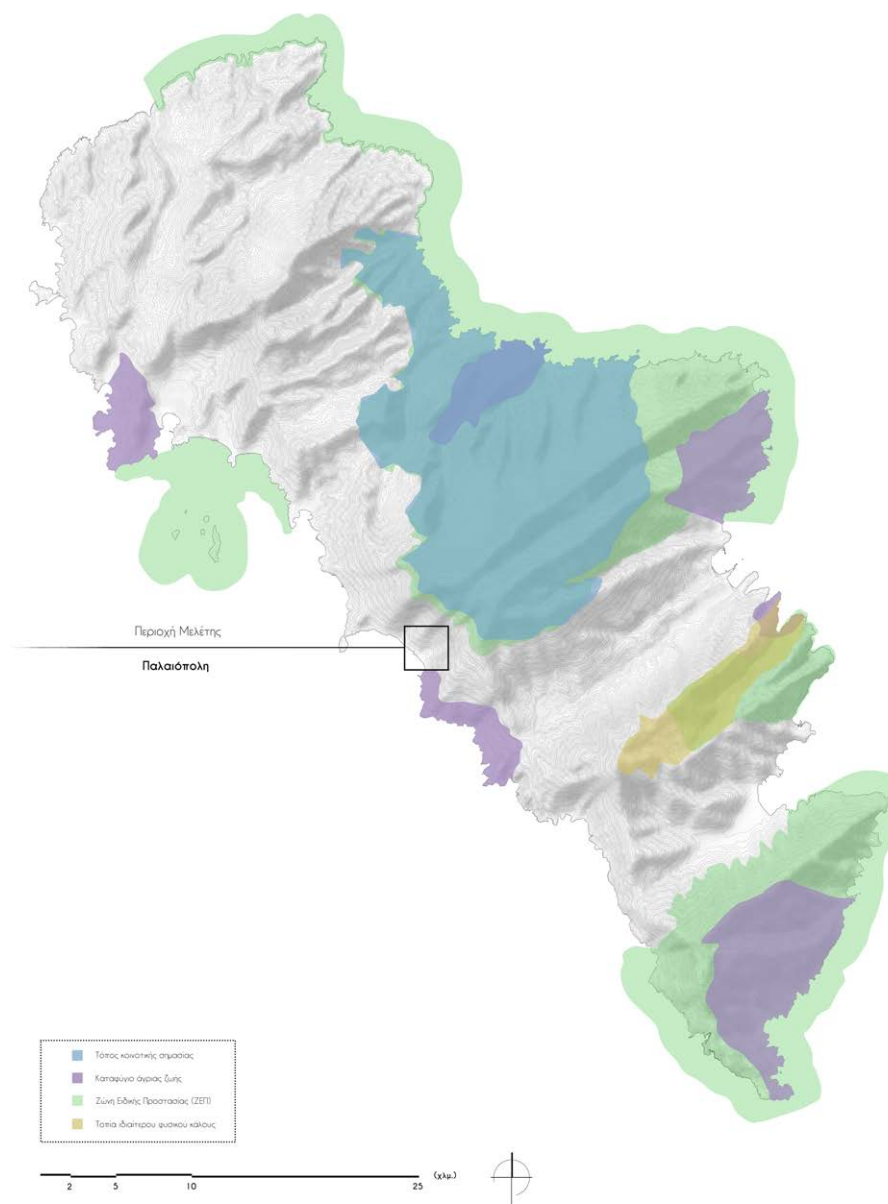 Περιοχή Μελέτης
Παλαιόπολη
Τόπος κοινοτικής σημασίας
Καταφύγιο άγριας ζωής
Ζώνη Ειδικής Προστασίας (ΖΕΠ)
Τοπία ιδιαίτερου φυσικού κάλους
2 5 10 25 (χλμ.)